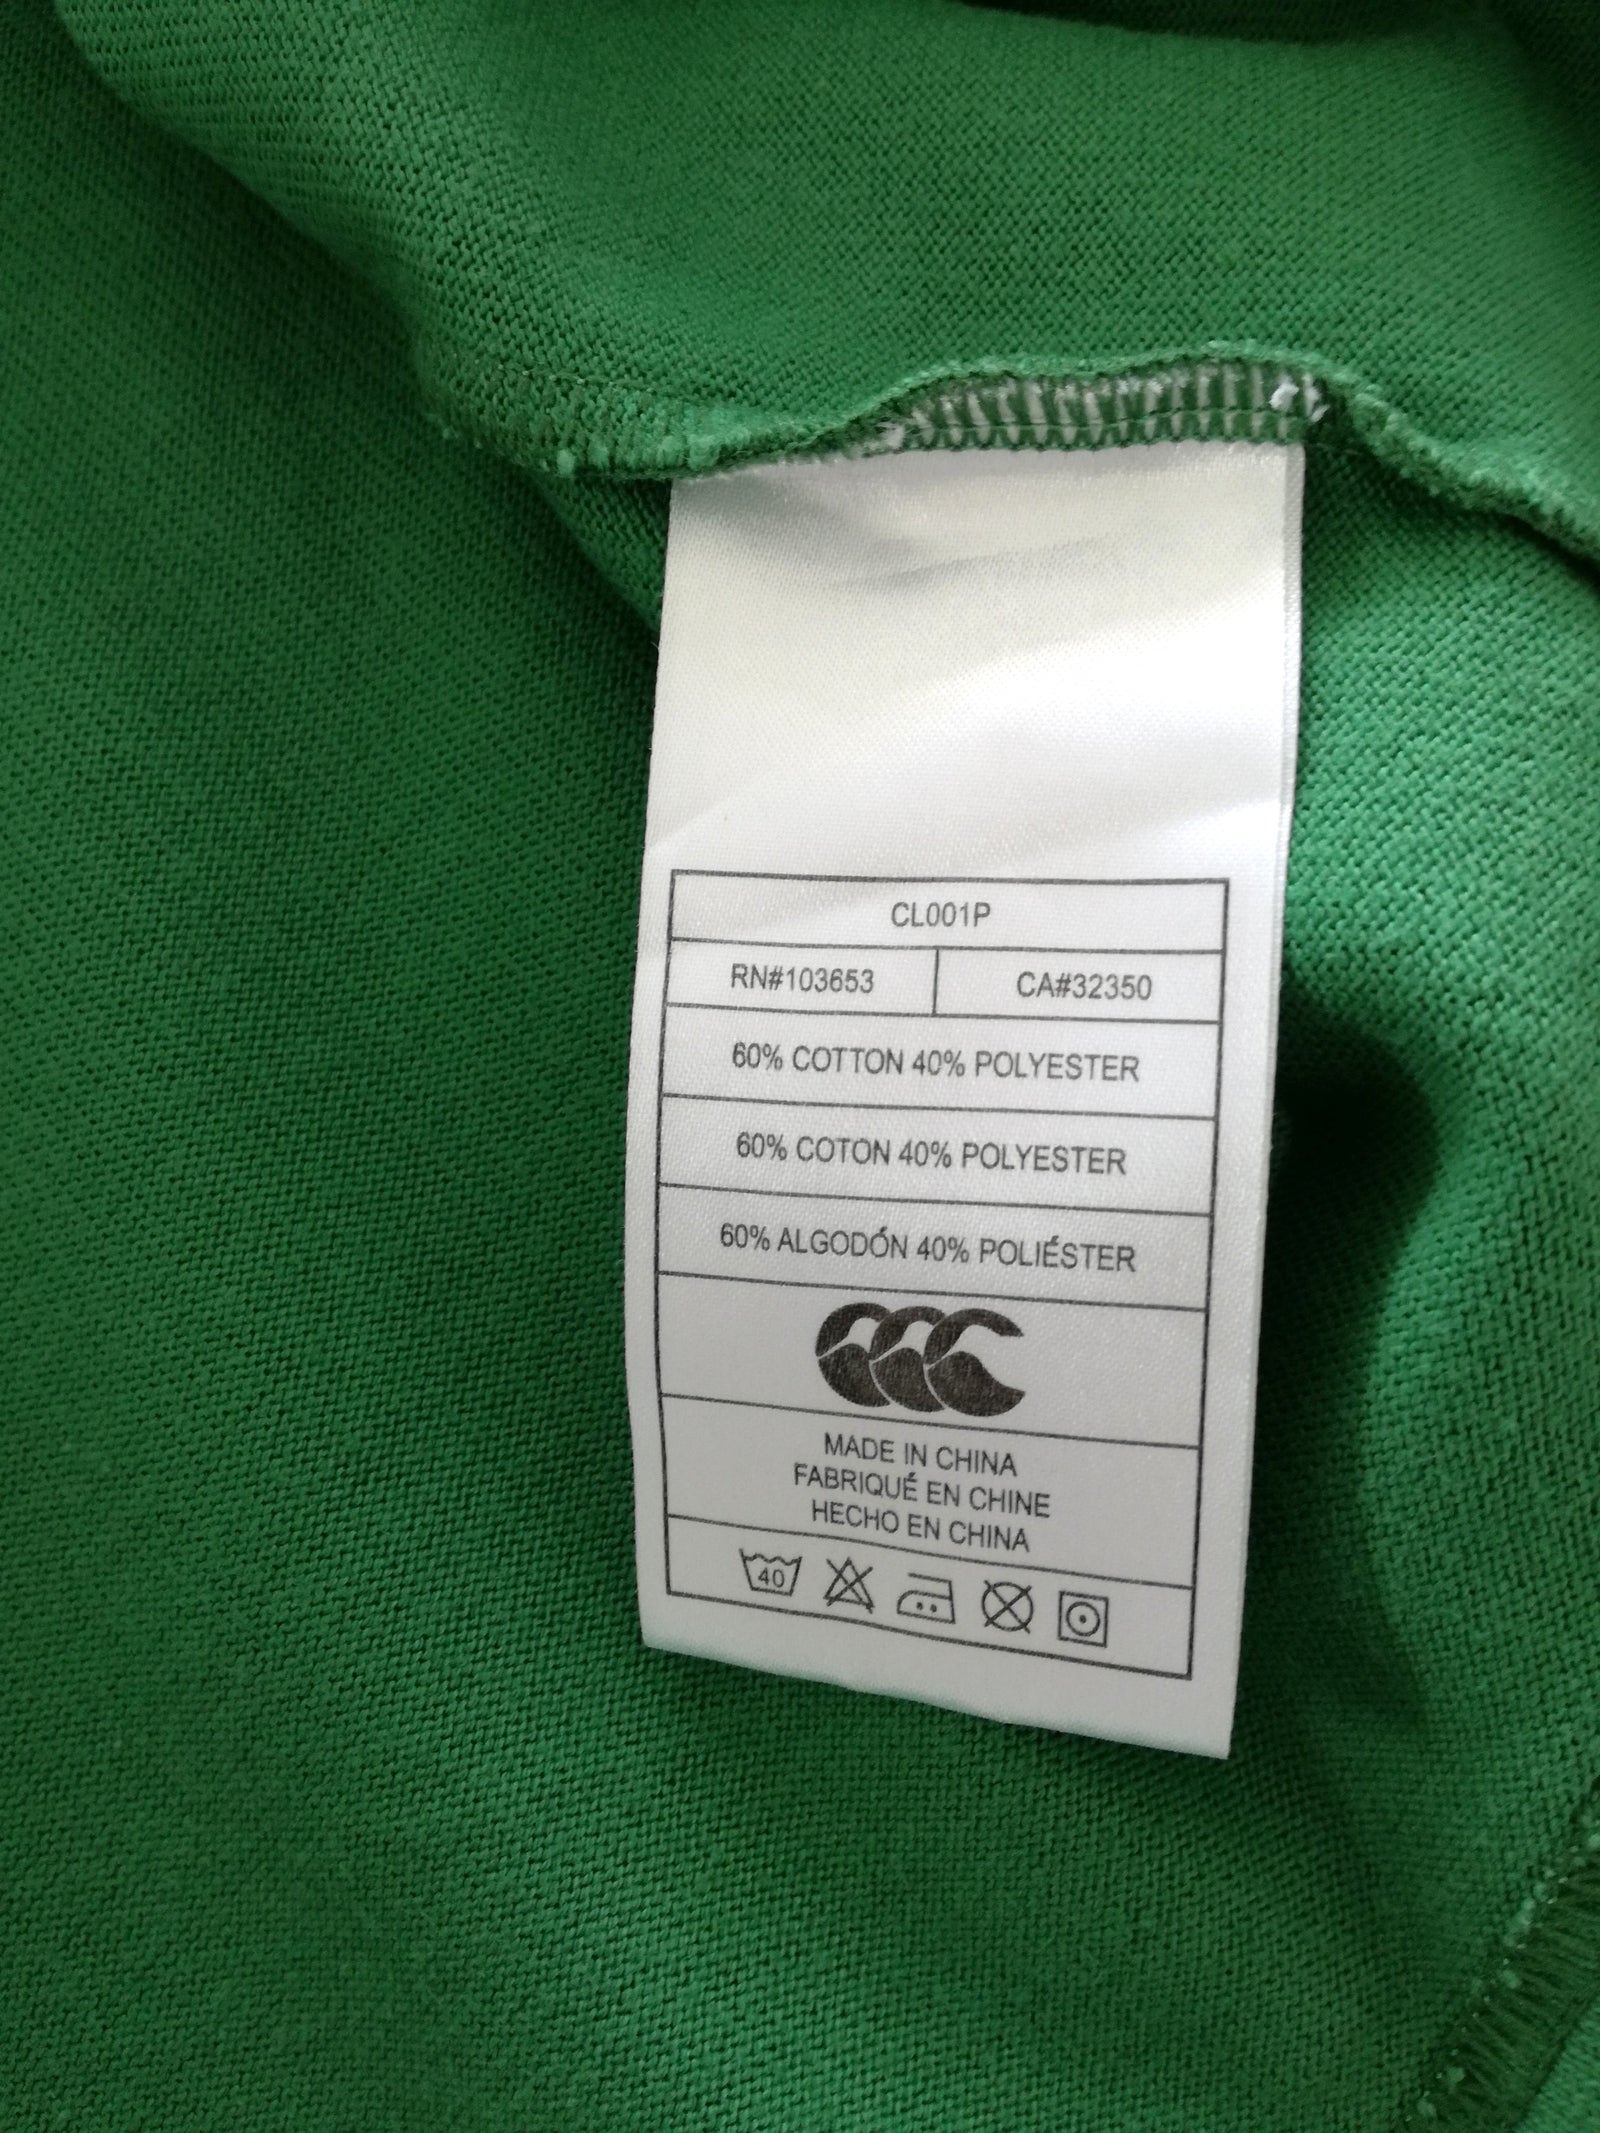 CL001P
RN#103653 CA#32350
60% COTTON 40% POLYESTER
60% COTON 40% POLYESTER
60% ALGODÓN 40% POLIÉSTER
MADE IN CHINA
FABRIQUÉ EN CHINE
HECHO EN CHINA
40